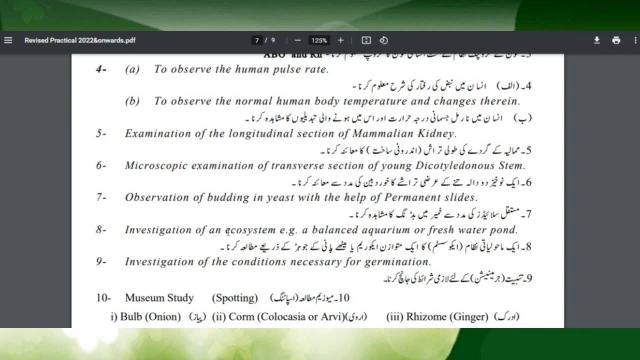 Revised Practical 2022&onwards.pdf 7 / 9 − 125% +
ABO and Rh
4- (a) To observe the human pulse rate.
4۔ (الف) انسان میں نبض کی رفتار کی شرح معلوم کرنا ۔
(b) To observe the normal human body temperature and changes therein.
(ب) انسان میں نارمل جسمانی درجہ حرارت اور اس میں ہونے والی تبدیلیوں کا مشاہدہ کرنا ۔
5- Examination of the longitudinal section of Mammalian Kidney.
5۔ ممالیہ کے گردے کی طولی تراش (اندرونی ساخت) کا معائنہ کرنا ۔
6- Microscopic examination of transverse section of young Dicotyledonous Stem.
6۔ ایک نوخیز دو دالہ تنے کے عرضی تراشے کا خوردبین کی مدد سے معائنہ کرنا ۔
7- Observation of budding in yeast with the help of Permanent slides.
7۔ مستقل سلائیڈز کی مدد سے خمیر میں بڈنگ کا مشاہدہ کرنا ۔
8- Investigation of an ecosystem e.g. a balanced aquarium or fresh water pond.
8۔ ایک ماحولیاتی نظام (ایکوسسٹم) کا ایک متوازن ایکوریم یا میٹھے پانی کے جوہڑ کے ذریعے مطالعہ کرنا ۔
9- Investigation of the conditions necessary for germination.
9۔ تنبیت (جرمینیشن) کے لئے لازمی شرائط کی جانچ کرنا ۔
10- Museum Study (Spotting) 10۔ میوزیم مطالعہ (سپاٹنگ)
i) Bulb (Onion) (پیاز) (ii) Corm (Colocasia or Arvi) (اروی) (iii) Rhizome (Ginger) (ادرک)